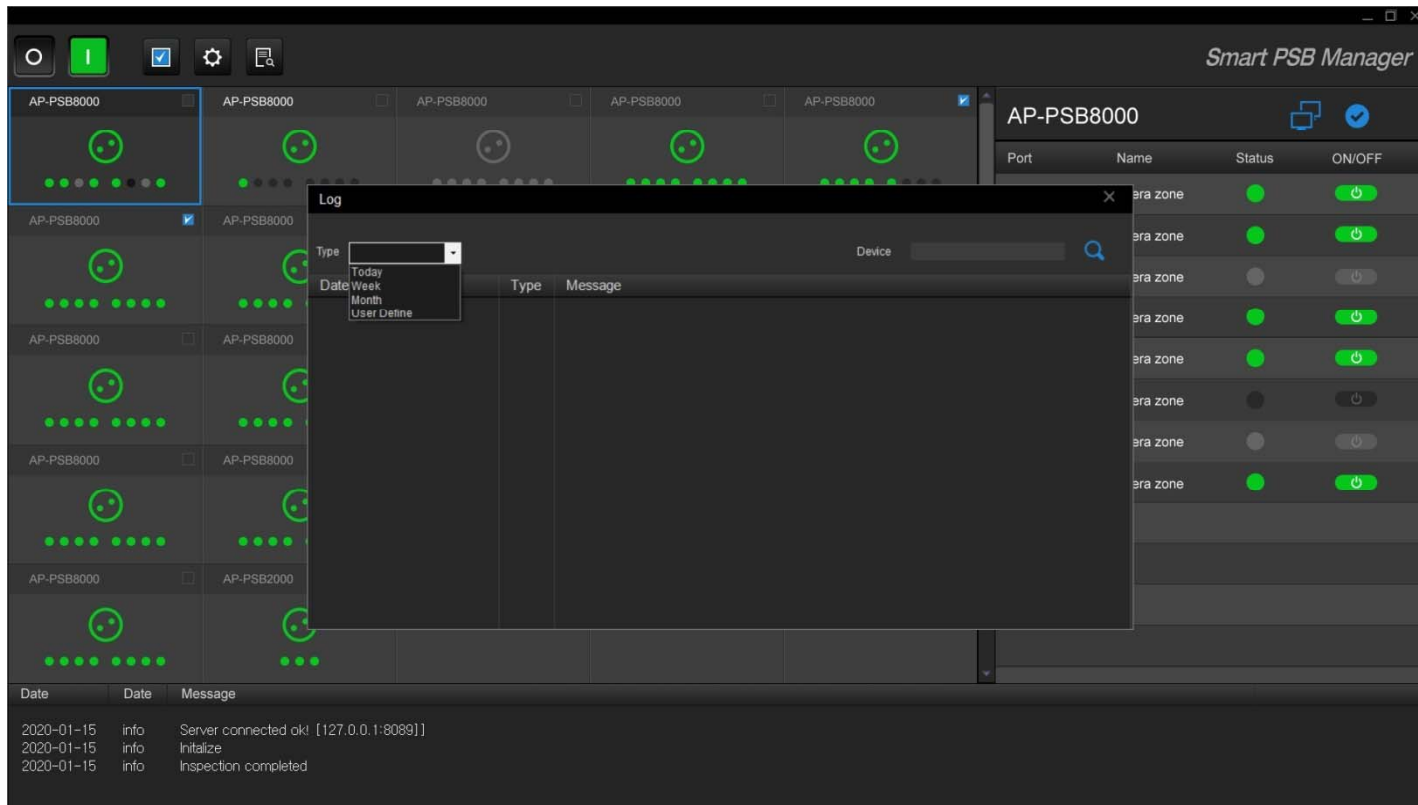 Smart PSB Manager
AP-PSB8000 AP-PSB8000 AP-PSB8000 AP-PSB8000 AP-PSB8000
AP-PSB8000 AP-PSB8000
AP-PSB8000 AP-PSB8000
AP-PSB8000 AP-PSB8000
AP-PSB8000 AP-PSB2000
Log
Type Device
Today
Week
Month
User Define
Date Type Message
AP-PSB8000
Port Name Status ON/OFF
era zone
era zone
era zone
era zone
era zone
era zone
era zone
era zone
Date Date Message
2020-01-15 info Server connected ok! [127.0.0.1:8089]]
2020-01-15 info Initalize
2020-01-15 info Inspection completed